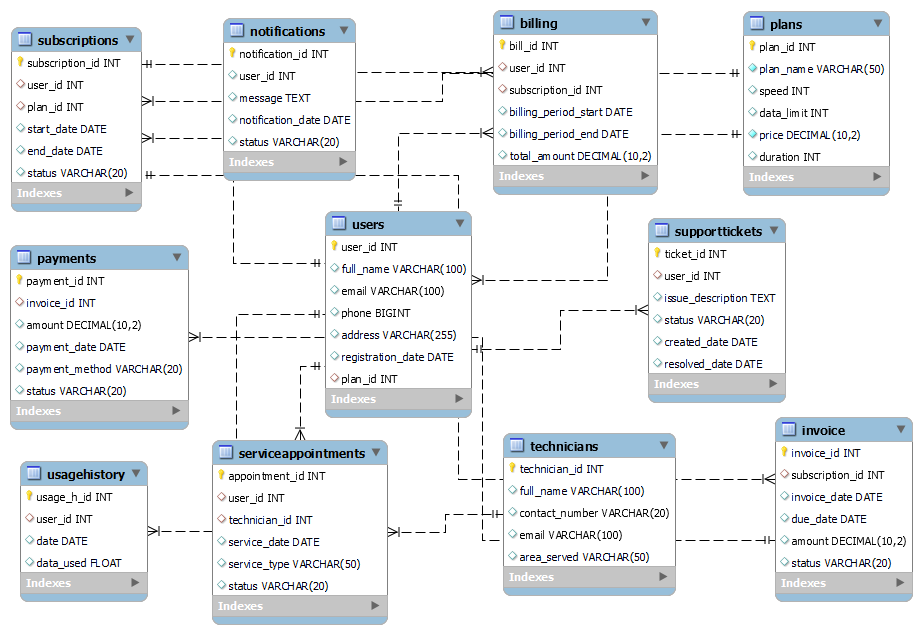 subscriptions
subscription_id INT
user_id INT
plan_id INT
start_date DATE
end_date DATE
status VARCHAR(20)
Indexes
notifications
notification_id INT
user_id INT
message TEXT
notification_date DATE
status VARCHAR(20)
Indexes
billing
bill_id INT
user_id INT
subscription_id INT
billing_period_start DATE
billing_period_end DATE
total_amount DECIMAL(10,2)
Indexes
plans
plan_id INT
plan_name VARCHAR(50)
speed INT
data_limit INT
price DECIMAL(10,2)
duration INT
Indexes
payments
payment_id INT
invoice_id INT
amount DECIMAL(10,2)
payment_date DATE
payment_method VARCHAR(20)
status VARCHAR(20)
Indexes
users
user_id INT
full_name VARCHAR(100)
email VARCHAR(100)
phone BIGINT
address VARCHAR(255)
registration_date DATE
plan_id INT
Indexes
supporttickets
ticket_id INT
user_id INT
issue_description TEXT
status VARCHAR(20)
created_date DATE
resolved_date DATE
Indexes
usagehistory
usage_h_id INT
user_id INT
date DATE
data_used FLOAT
Indexes
serviceappointments
appointment_id INT
user_id INT
technician_id INT
service_date DATE
service_type VARCHAR(50)
status VARCHAR(20)
Indexes
technicians
technician_id INT
full_name VARCHAR(100)
contact_number VARCHAR(20)
email VARCHAR(100)
area_served VARCHAR(50)
Indexes
invoice
invoice_id INT
subscription_id INT
invoice_date DATE
due_date DATE
amount DECIMAL(10,2)
status VARCHAR(20)
Indexes